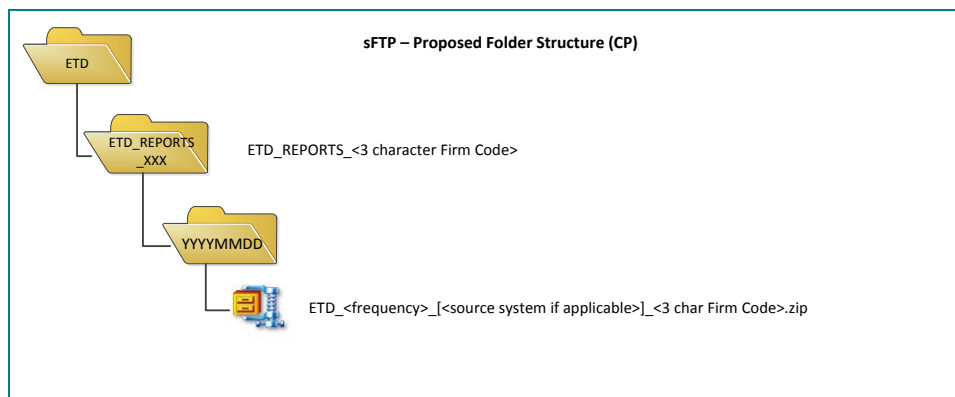 sFTP – Proposed Folder Structure (CP)
ETD
ETD_REPORTS
_XXX
ETD_REPORTS_<3 character Firm Code>
YYYYMMDD
ETD_<frequency>_[<source system if applicable>]_<3 char Firm Code>.zip